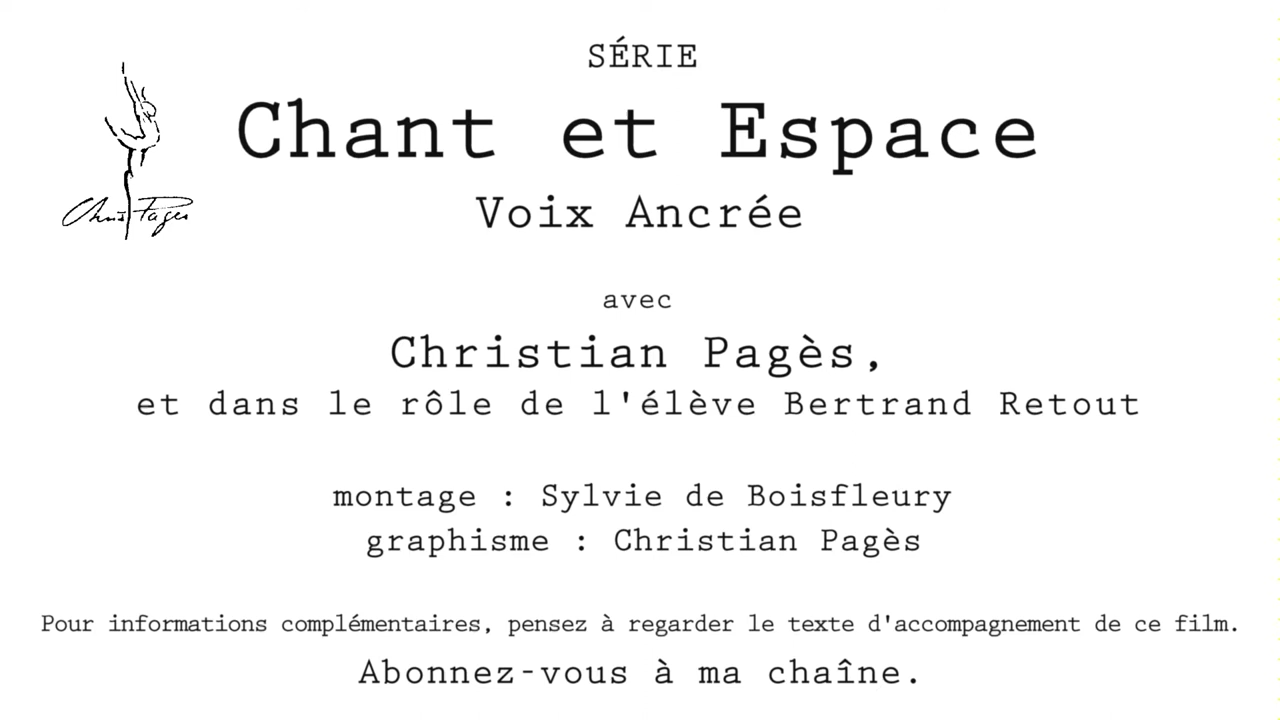 SÉRIE
Chant et Espace
Voix Ancrée
Chris Pages
avec
Christian Pagès,
et dans le rôle de l'élève Bertrand Retout
montage : Sylvie de Boisfleury
graphisme : Christian Pagès
Pour informations complémentaires, pensez à regarder le texte d'accompagnement de ce film.
Abonnez-vous à ma chaîne.